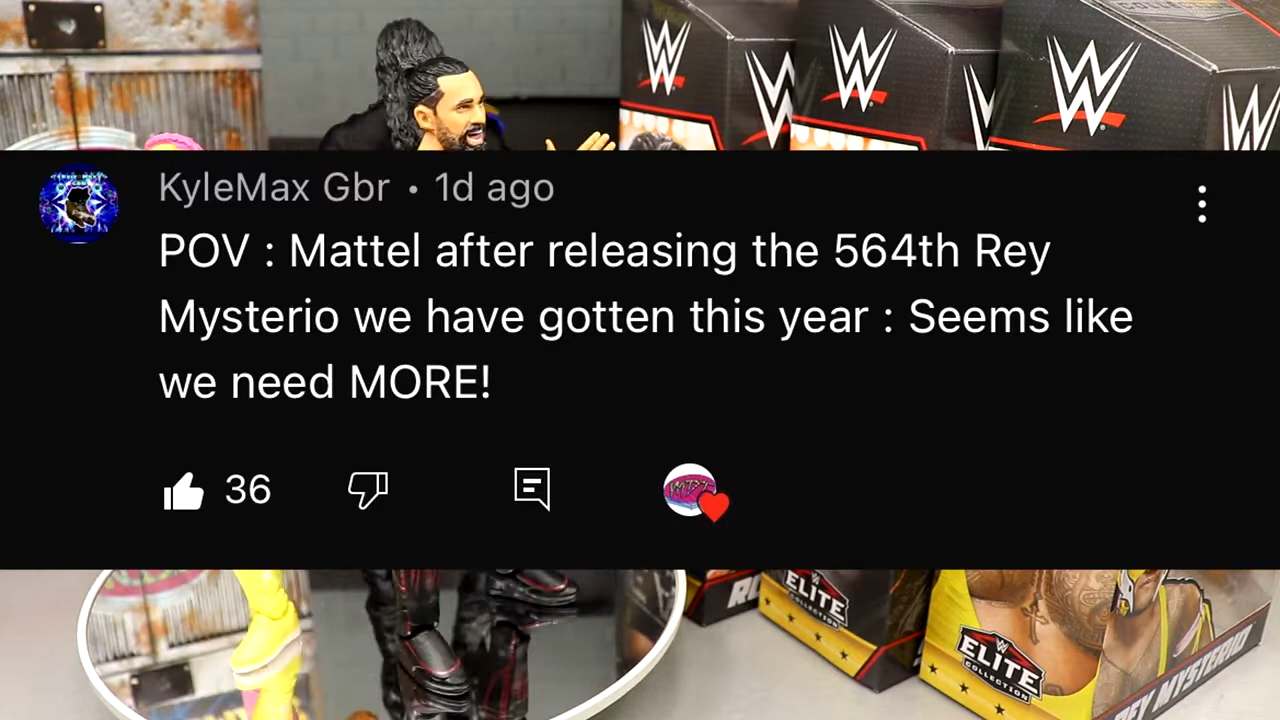 W W
W W
W W
KyleMax Gbr • 1d ago
POV : Mattel after releasing the 564th Rey
Mysterio we have gotten this year : Seems like
we need MORE!
36
ELITE
COLLECTION
ELITE
COLLECTION
REY MYSTERIO